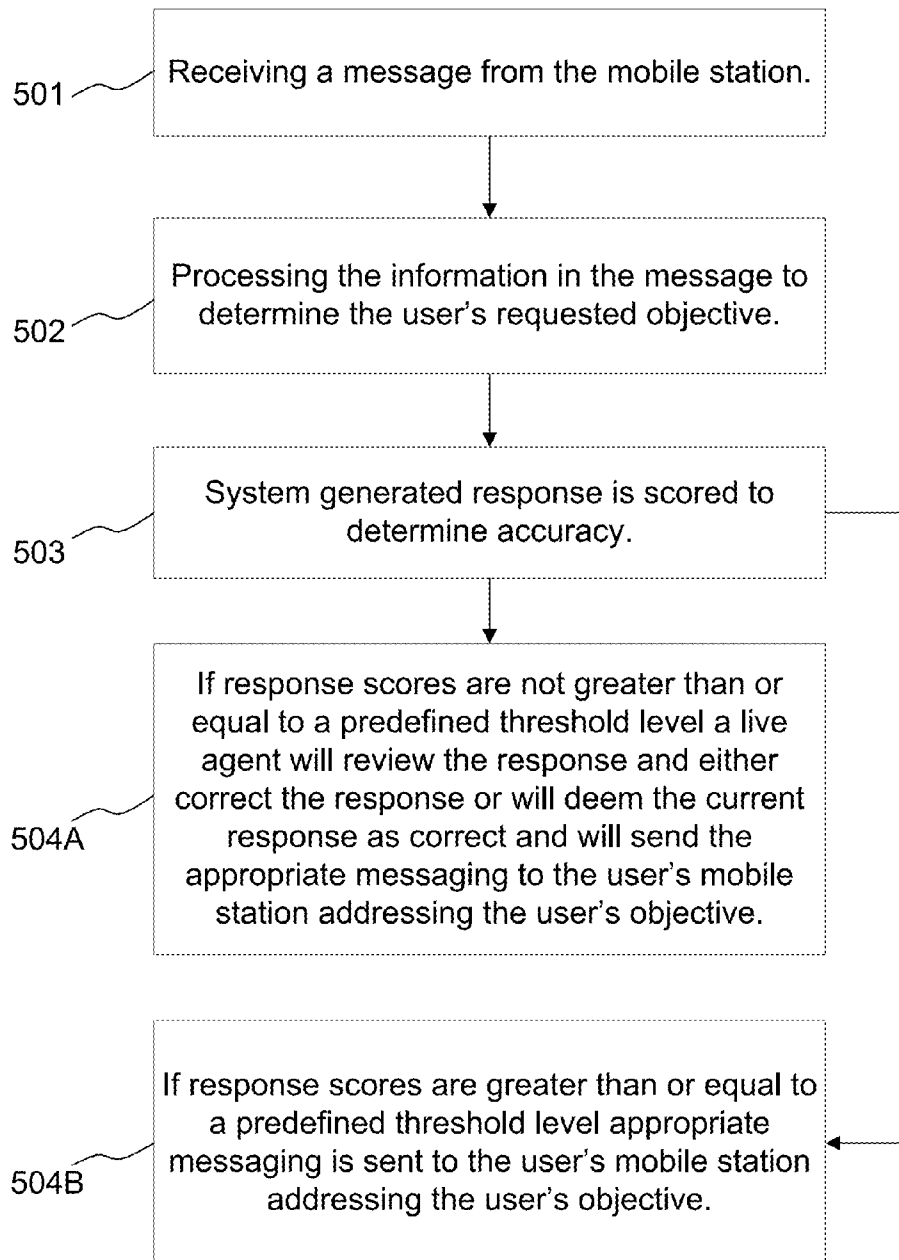 501
Receiving a message from the mobile station.
502
Processing the information in the message to
determine the user's requested objective.
503
System generated response is scored to
determine accuracy.
504A
If response scores are not greater than or
equal to a predefined threshold level a live
agent will review the response and either
correct the response or will deem the current
response as correct and will send the
appropriate messaging to the user's mobile
station addressing the user's objective.
504B
If response scores are greater than or equal to
a predefined threshold level appropriate
messaging is sent to the user's mobile station
addressing the user's objective.